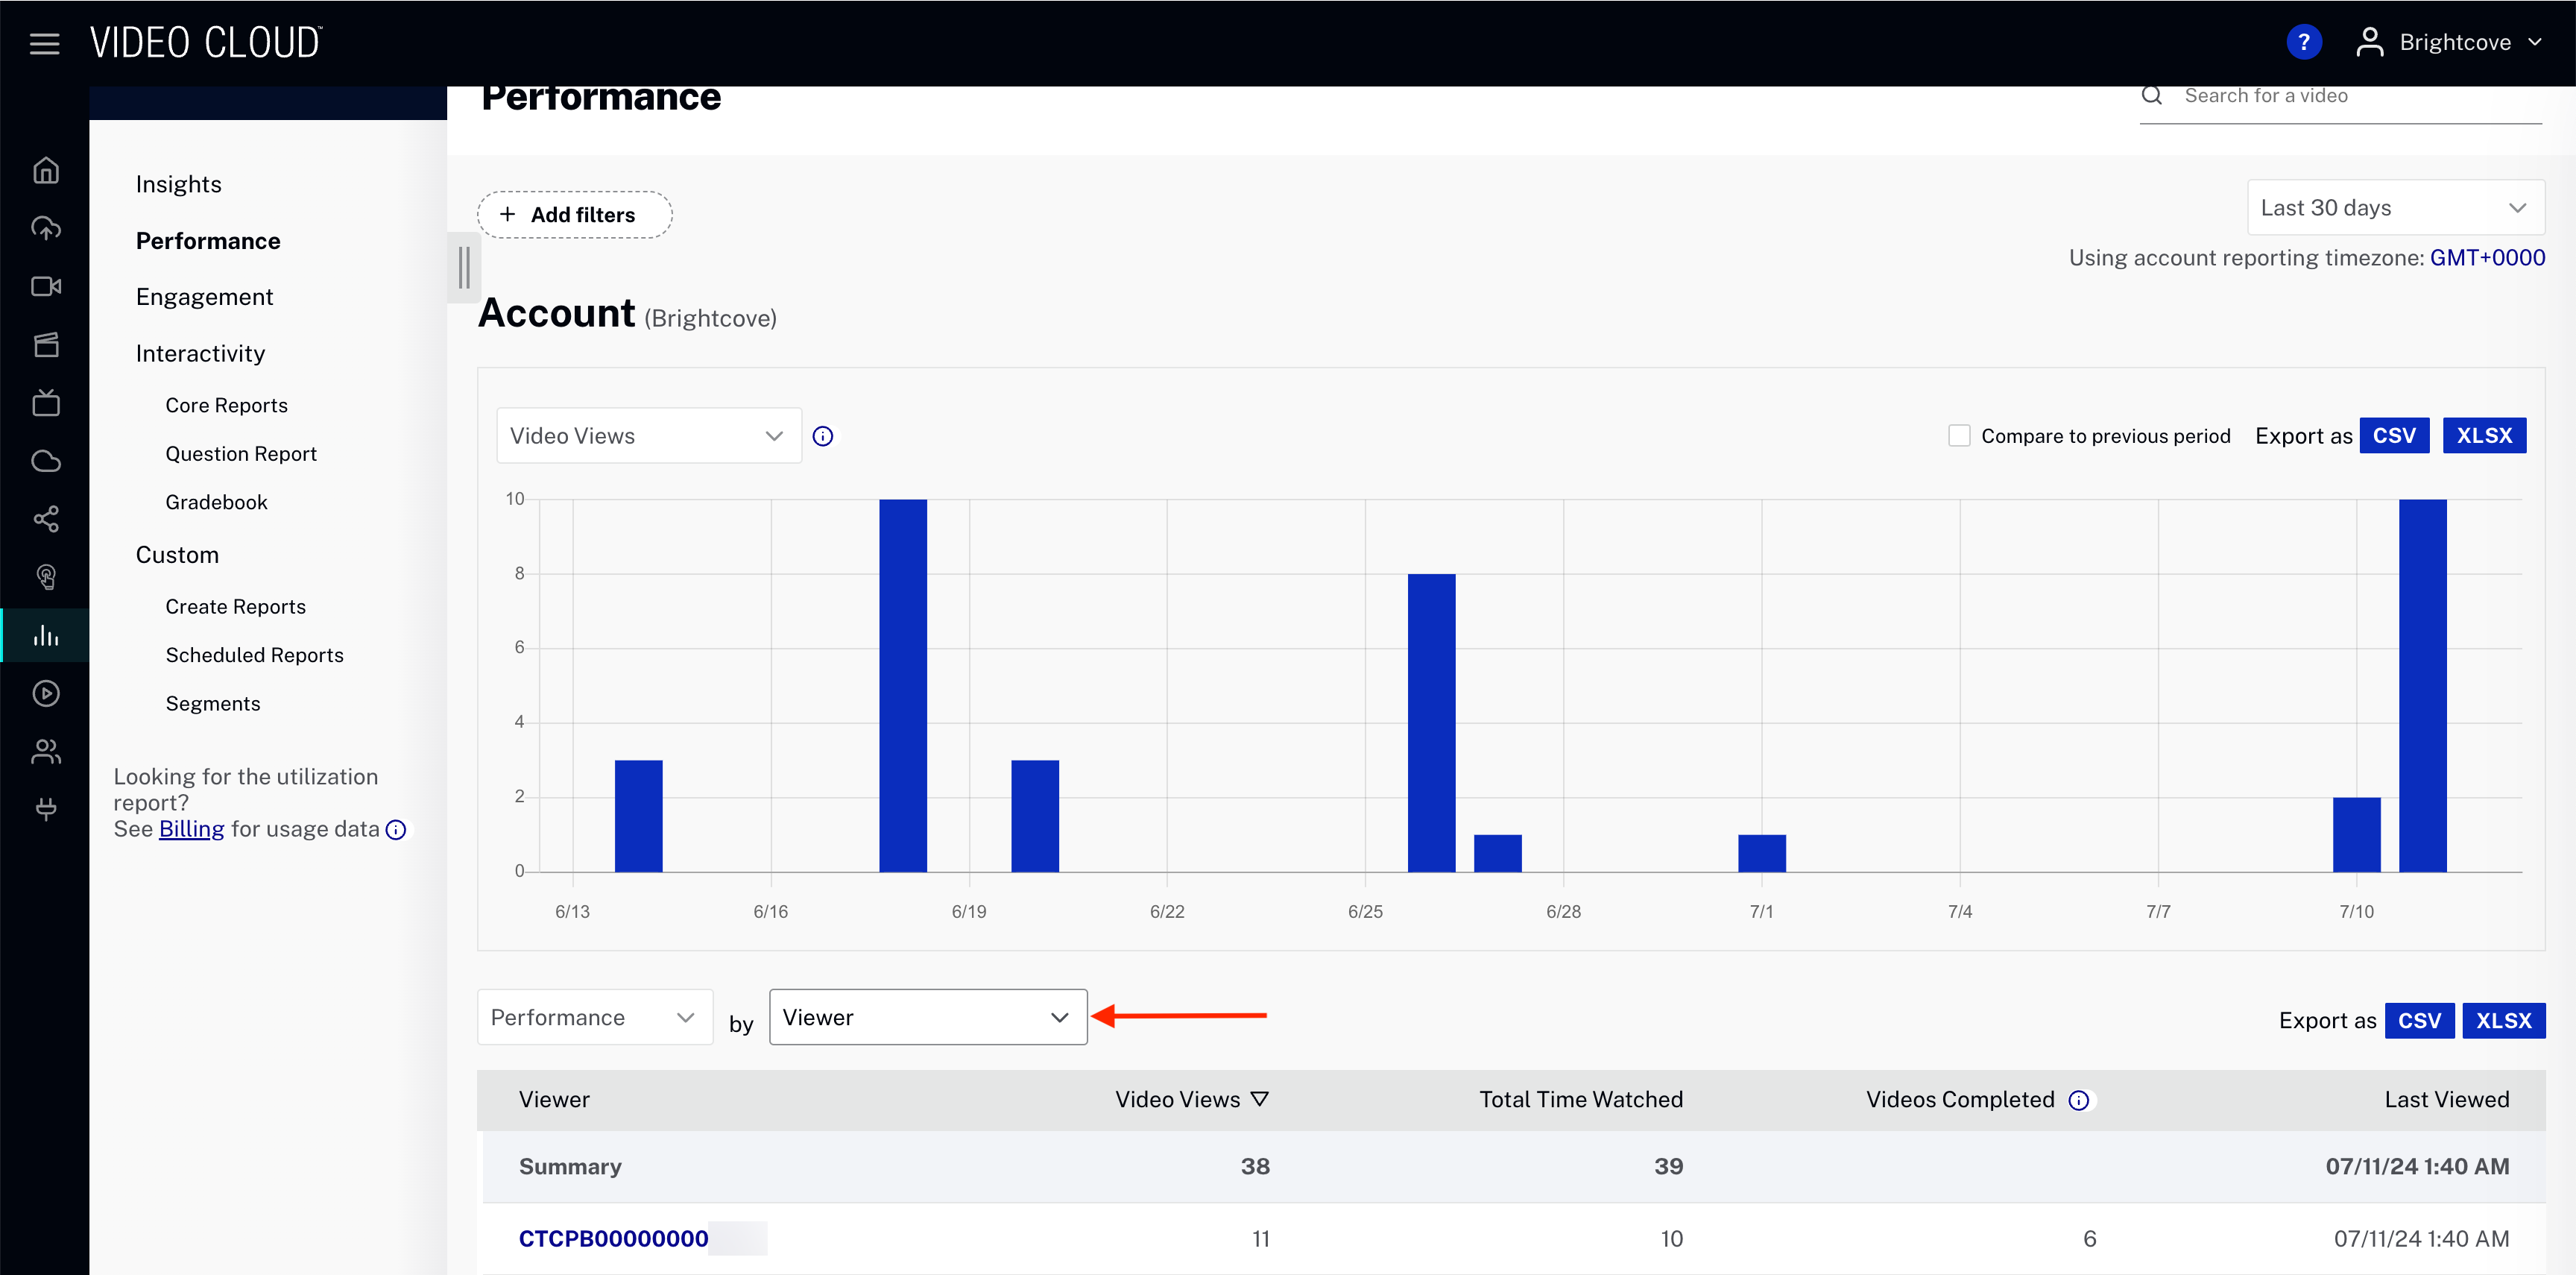 VIDEO CLOUD™
?
Brightcove
Performance
Search for a video
Insights
Performance
Engagement
Interactivity
Core Reports
Question Report
Gradebook
Custom
Create Reports
Scheduled Reports
Segments
Looking for the utilization
report?
See Billing for usage data
+ Add filters
Last 30 days
Using account reporting timezone: GMT+0000
Account (Brightcove)
Video Views
Compare to previous period
Export as CSV XLSX
10
8
6
4
2
0
6/13 6/16 6/19 6/22 6/25 6/28 7/1 7/4 7/7 7/10
Performance by Viewer
Export as CSV XLSX
Viewer Video Views Total Time Watched Videos Completed Last Viewed
Summary 38 39 07/11/24 1:40 AM
CTCPB00000000 11 10 6 07/11/24 1:40 AM